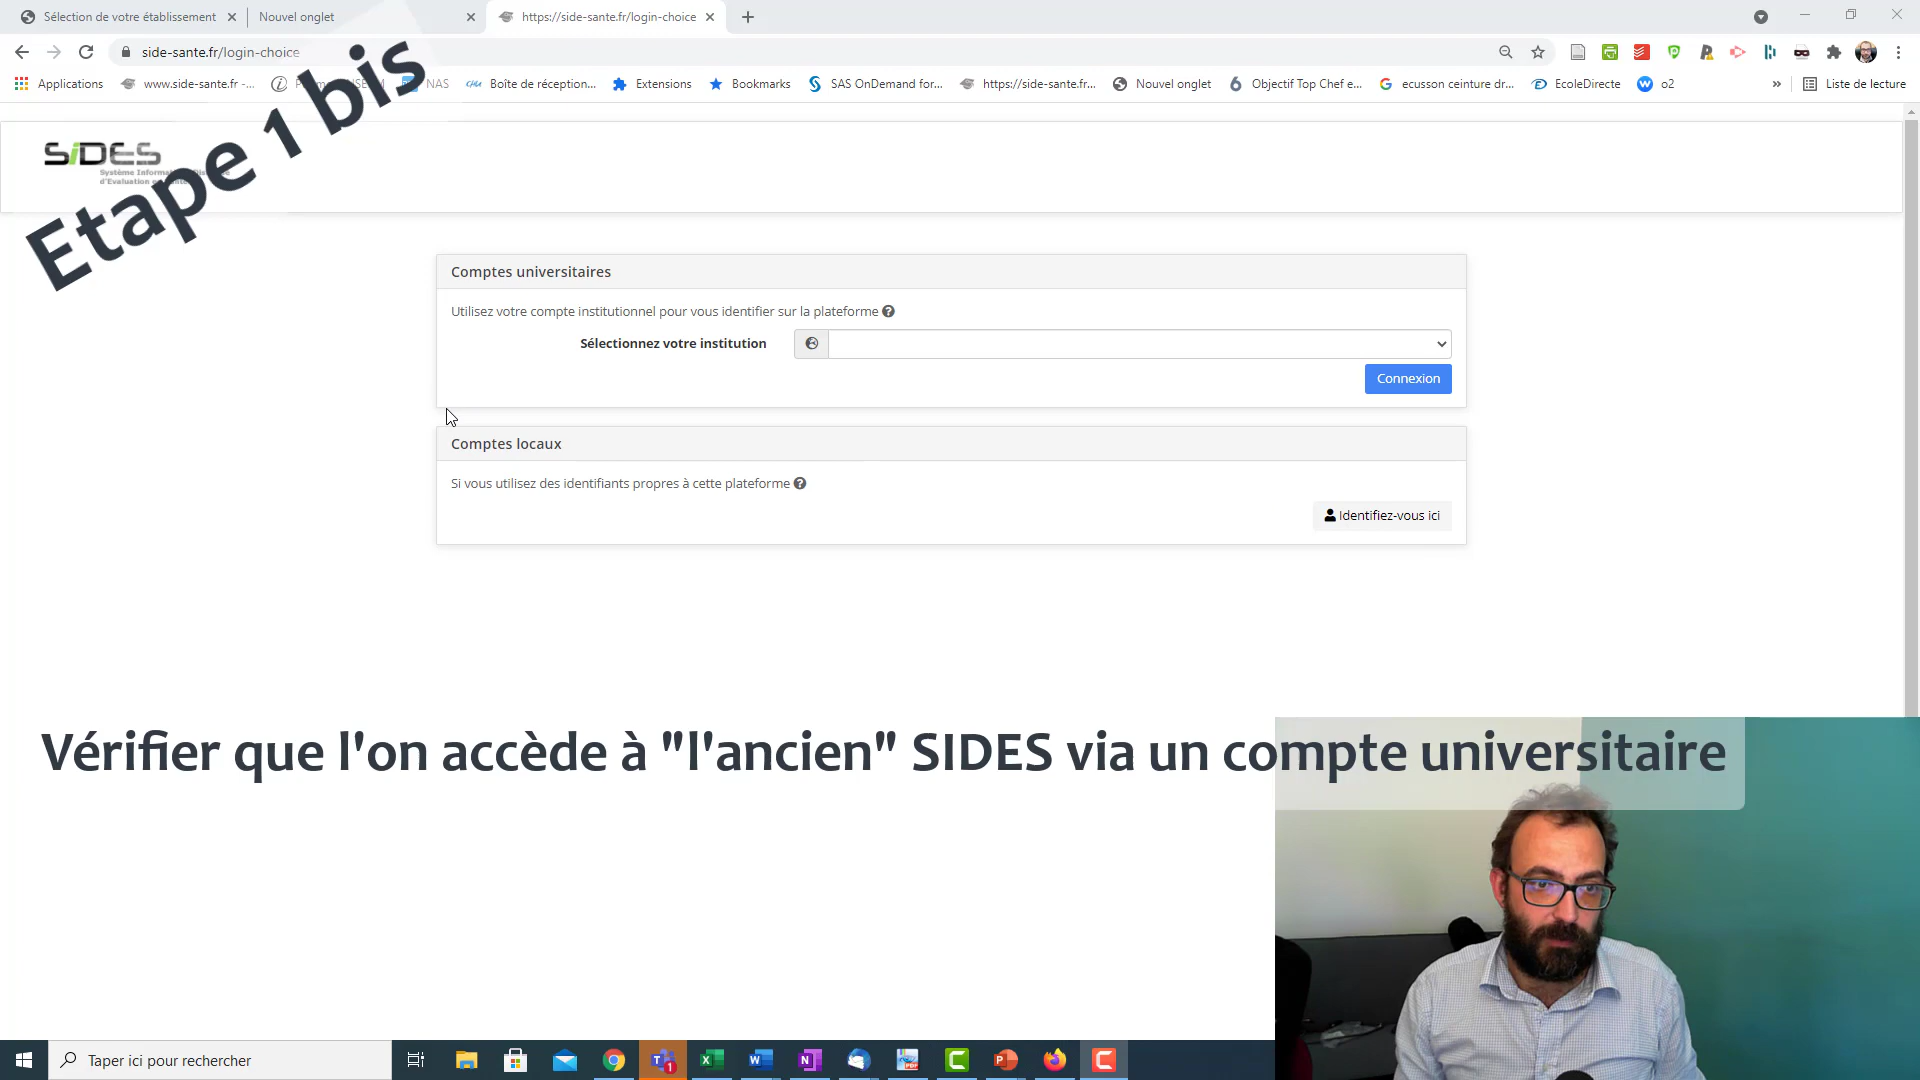 Sélection de votre établissement
Nouvel onglet
https://side-sante.fr/login-choice
side-sante.fr/login-choice
Applications
www.side-sante.fr -...
NAS
Boîte de réception...
Extensions
Bookmarks
SAS OnDemand for...
https://side-sante.fr...
Nouvel onglet
Objectif Top Chef e...
ecusson ceinture dr...
EcoleDirecte
o2
»
Liste de lecture
Etape 1 bis
SIDES
Système Informa
d'Evaluation e
Comptes universitaires
Utilisez votre compte institutionnel pour vous identifier sur la plateforme
Sélectionnez votre institution
Connexion
Comptes locaux
Si vous utilisez des identifiants propres à cette plateforme
Identifiez-vous ici
Vérifier que l'on accède à "l'ancien" SIDES via un compte universitaire
Taper ici pour rechercher